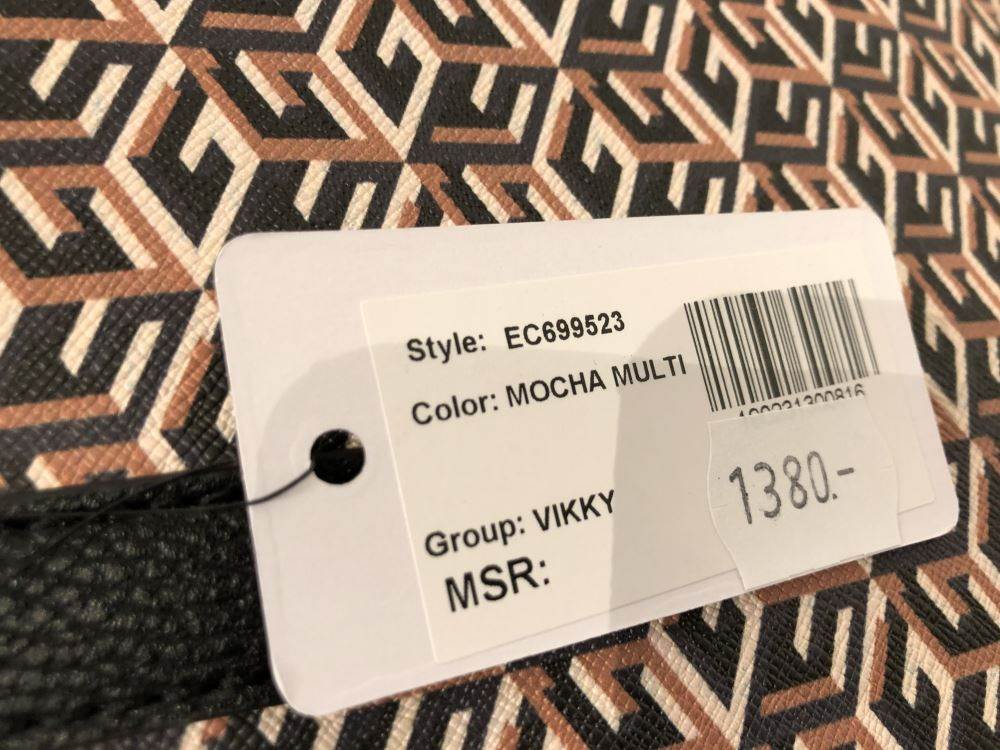 Style: EC699523
Color: MOCHA MULTI
Group: VIKKY
MSR:
1380.-